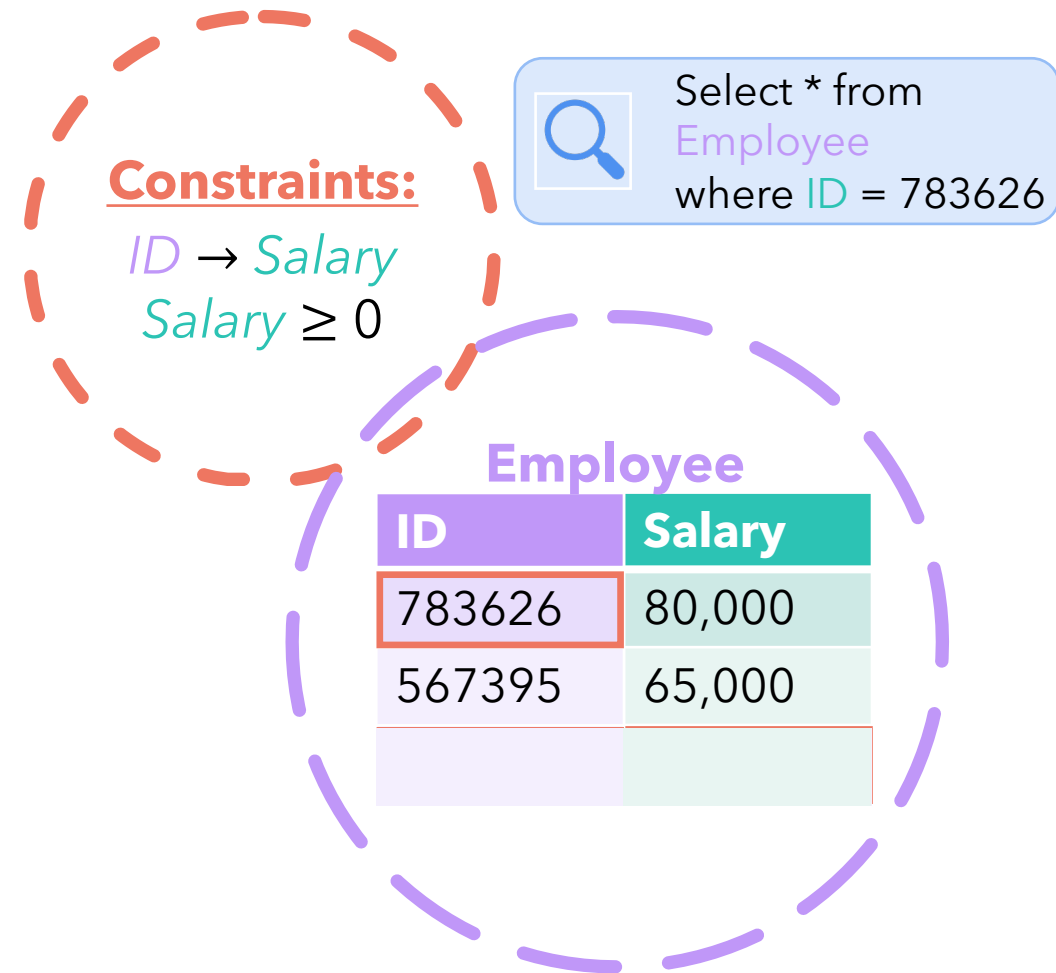 Select * from
Employee
where ID = 783626
Constraints:
ID → Salary
Salary ≥ 0
Employee
ID Salary
783626 80,000
567395 65,000